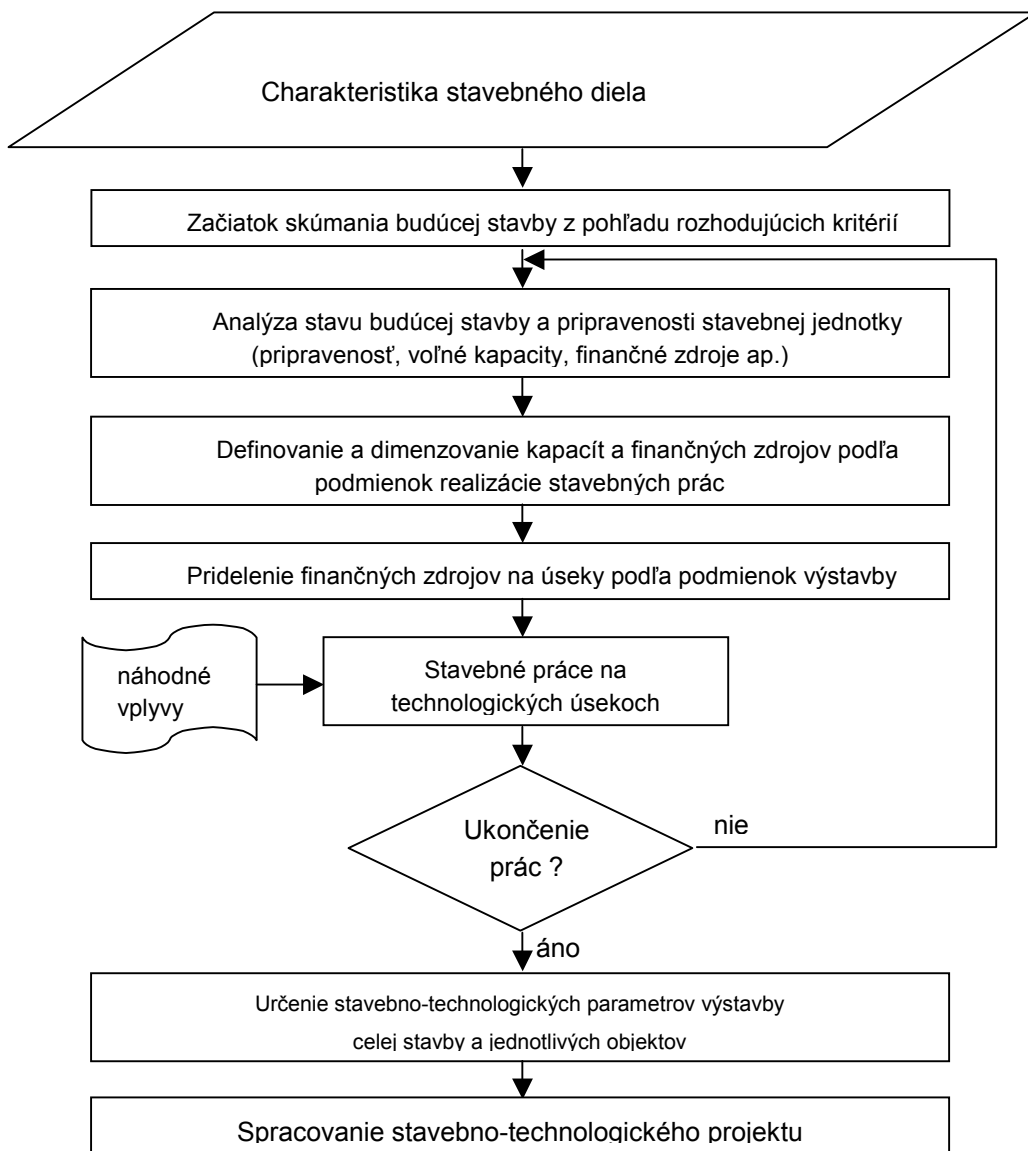 Charakteristika stavebného diela
Začiatok skúmania budúcej stavby z pohľadu rozhodujúcich kritérií
Analýza stavu budúcej stavby a pripravenosti stavebnej jednotky
(pripravenosť, voľné kapacity, finančné zdroje ap.)
Definovanie a dimenzovanie kapacít a finančných zdrojov podľa
podmienok realizácie stavebných prác
Pridelenie finančných zdrojov na úseky podľa podmienok výstavby
náhodné
vplyvy
Stavebné práce na
technologických úsekoch
Ukončenie
prác ?
nie
áno
Určenie stavebno-technologických parametrov výstavby
celej stavby a jednotlivých objektov
Spracovanie stavebno-technologického projektu